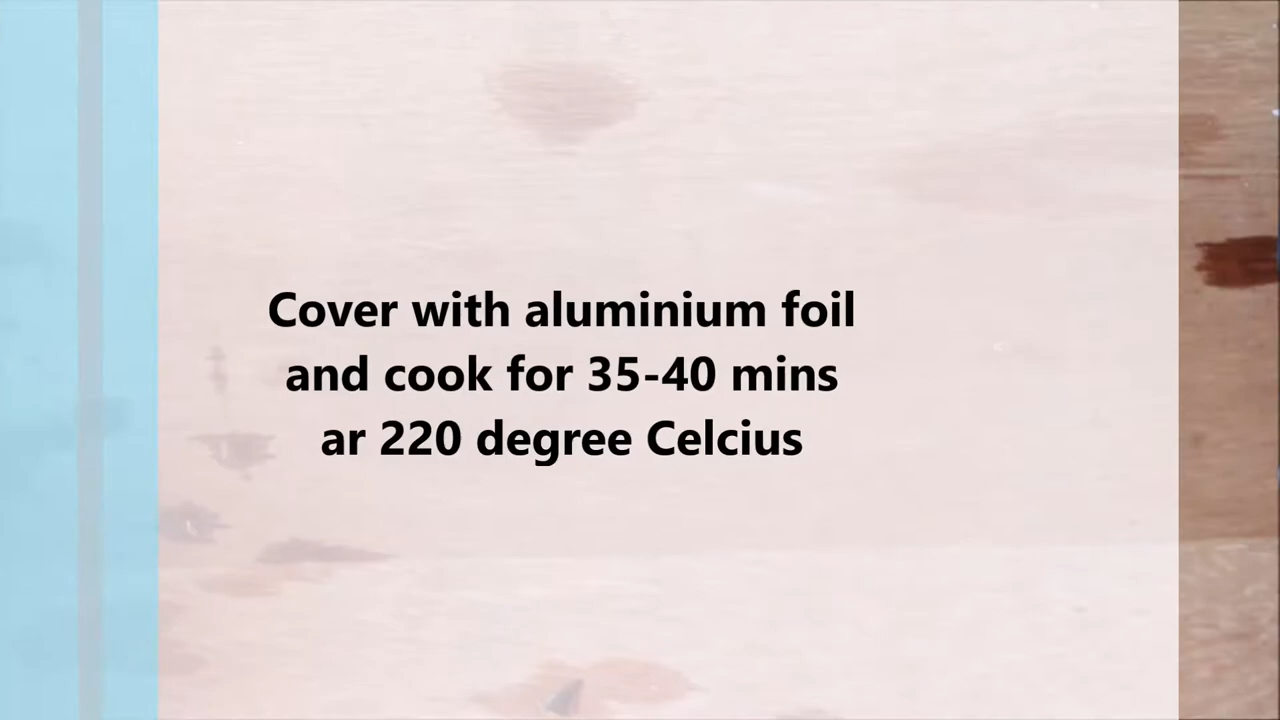 Cover with aluminium foil
and cook for 35-40 mins
ar 220 degree Celcius